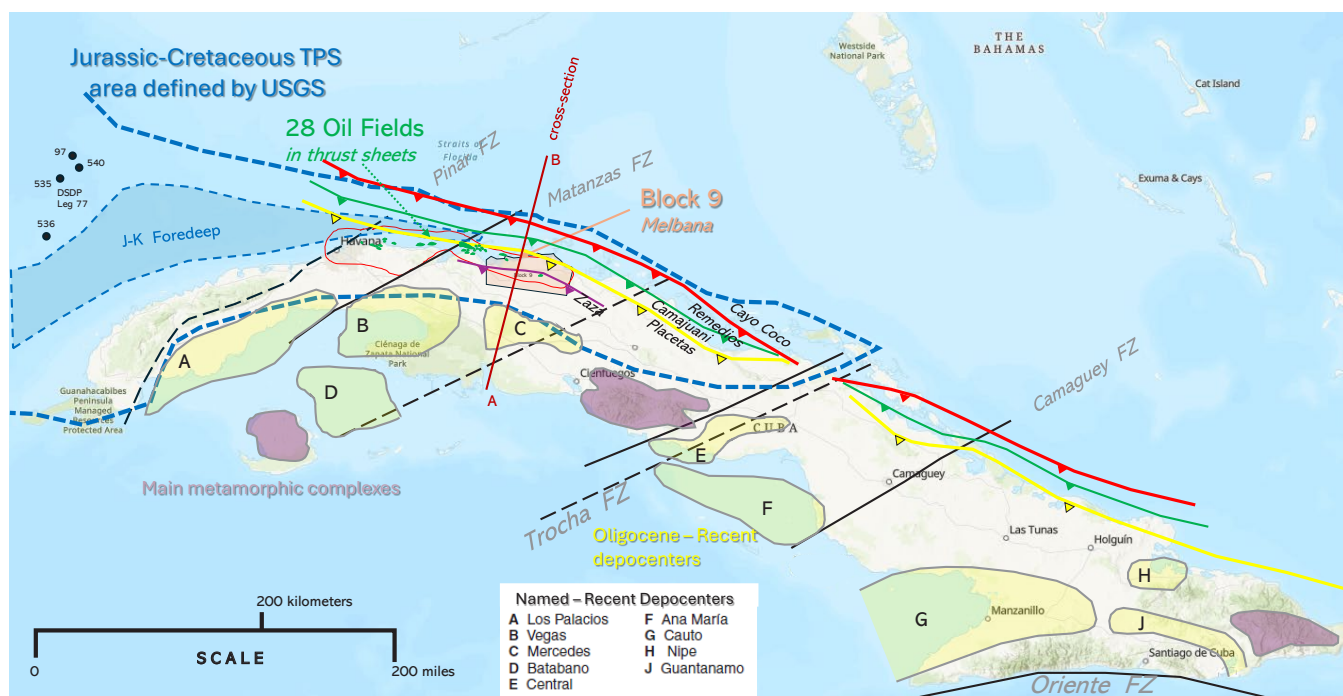 Jurassic-Cretaceous TPS
area defined by USGS
28 Oil Fields
in thrust sheets
Straits of
Florida
Pinar FZ
cross-section
B
Matanzas FZ
Block 9
Melbana
Westside
National Park
THE
BAHAMAS
Cat Island
Exuma & Cays
97
540
535
DSDP
Leg 77
536
J-K Foredeep
Havana
Block 9
Zaza
Placetas
Camajuani
Remedios
Cayo Coco
A
B
C
D
Ciénaga de
Zapata National
Park
Guanahacabibes
Peninsula
Managed
Resources
Protected Area
A
Cienfuegos
CUBA
E
F
Camaguey FZ
Camaguey
Main metamorphic complexes
Trocha FZ
Oligocene – Recent
depocenters
Las Tunas
Holguín
H
G
Manzanillo
J
Santiago de Cuba
Oriente FZ
200 kilometers
0
SCALE
200 miles
Named – Recent Depocenters
A Los Palacios
B Vegas
C Mercedes
D Batabano
E Central
F Ana María
G Cauto
H Nipe
J Guantanamo